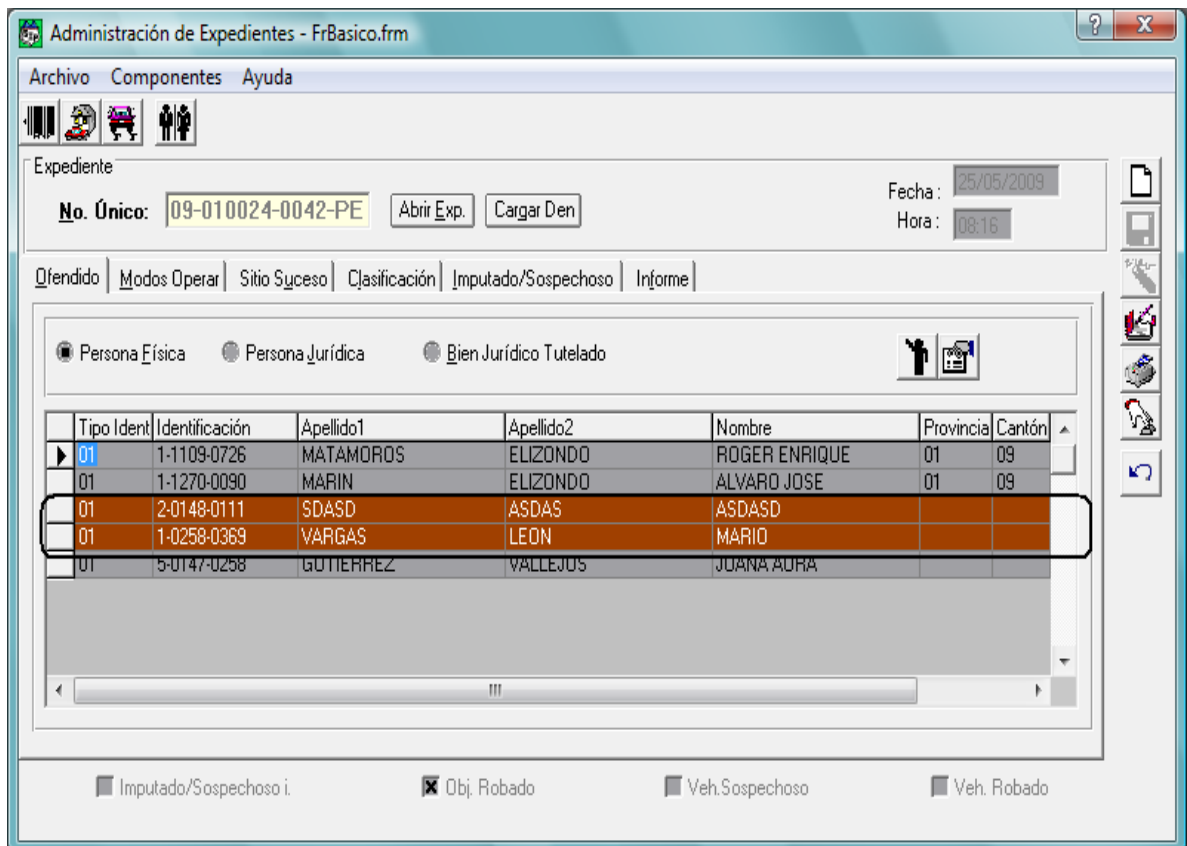 Administración de Expedientes - FrBasico.frm
Archivo Componentes Ayuda
Expediente
No. Único: 09-010024-0042-PE Abrir Exp. Cargar Den
Fecha : 25/05/2009
Hora : 08:16
Ofendido Modos Operar Sitio Suceso Clasificación Imputado/Sospechoso Informe
Persona Física Persona Jurídica Bien Jurídico Tutelado
Tipo Ident Identificación Apellido1 Apellido2 Nombre Provincia Cantón
01 1-1109-0726 MATAMOROS ELIZONDO ROGER ENRIQUE 01 09
01 1-1270-0090 MARIN ELIZONDO ALVARO JOSE 01 09
01 2-0148-0111 SDASD ASDAS ASDASD
01 1-0258-0369 VARGAS LEON MARIO
01 5-0147-0258 GUTIERREZ VALLEJOS JUANA AURA
Imputado/Sospechoso i. Obj. Robado Veh.Sospechoso Veh. Robado